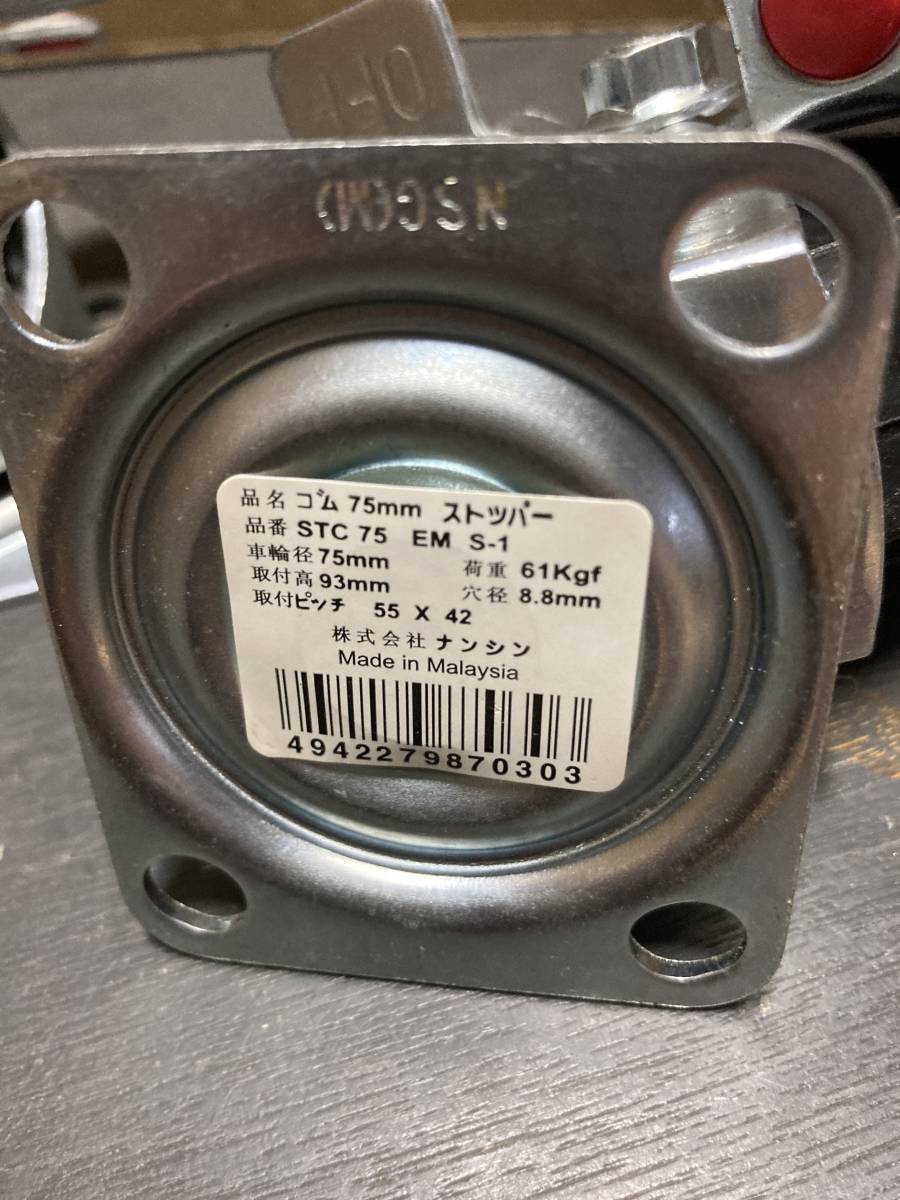 OFF
NSG(M)
品名 ゴム 75mm ストッパー
品番 STC 75 EM S-1
車輪径 75mm 荷重 61Kgf
取付高 93mm 穴径 8.8mm
取付ピッチ 55 X 42
株式会社 ナンシン
Made in Malaysia
4942279870303